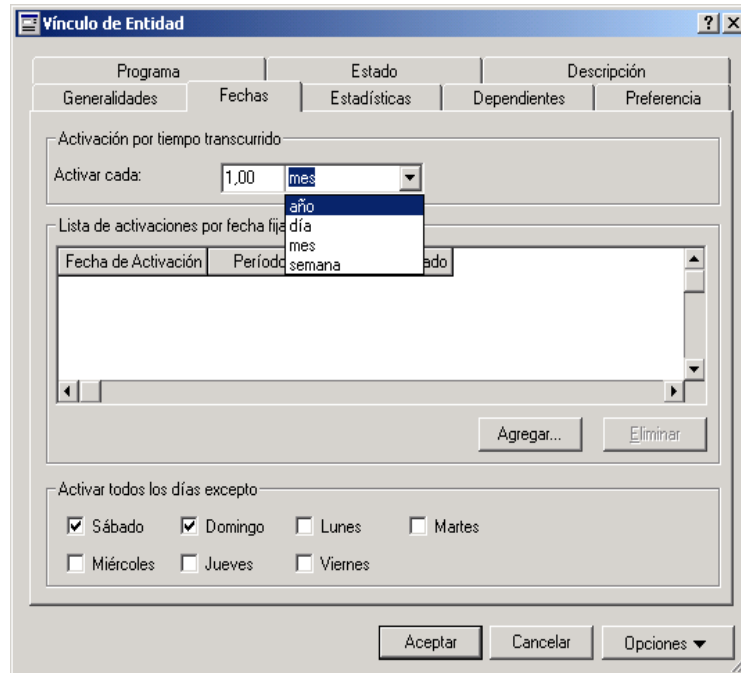 Vínculo de Entidad
Programa Estado Descripción
Generalidades Fechas Estadísticas Dependientes Preferencia
Activación por tiempo transcurrido
Activar cada: 1,00 mes
año
Lista de activaciones por fecha fija día
mes
Fecha de Activación Período semana ado
Agregar... Eliminar
Activar todos los días excepto
Sábado Domingo Lunes Martes
Miércoles Jueves Viernes
Aceptar Cancelar Opciones